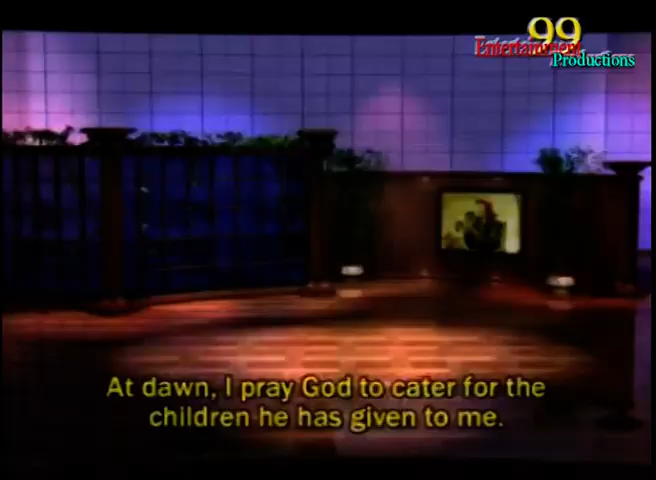 99
Entertainment
Productions
At dawn, I pray God to cater for the
children he has given to me.